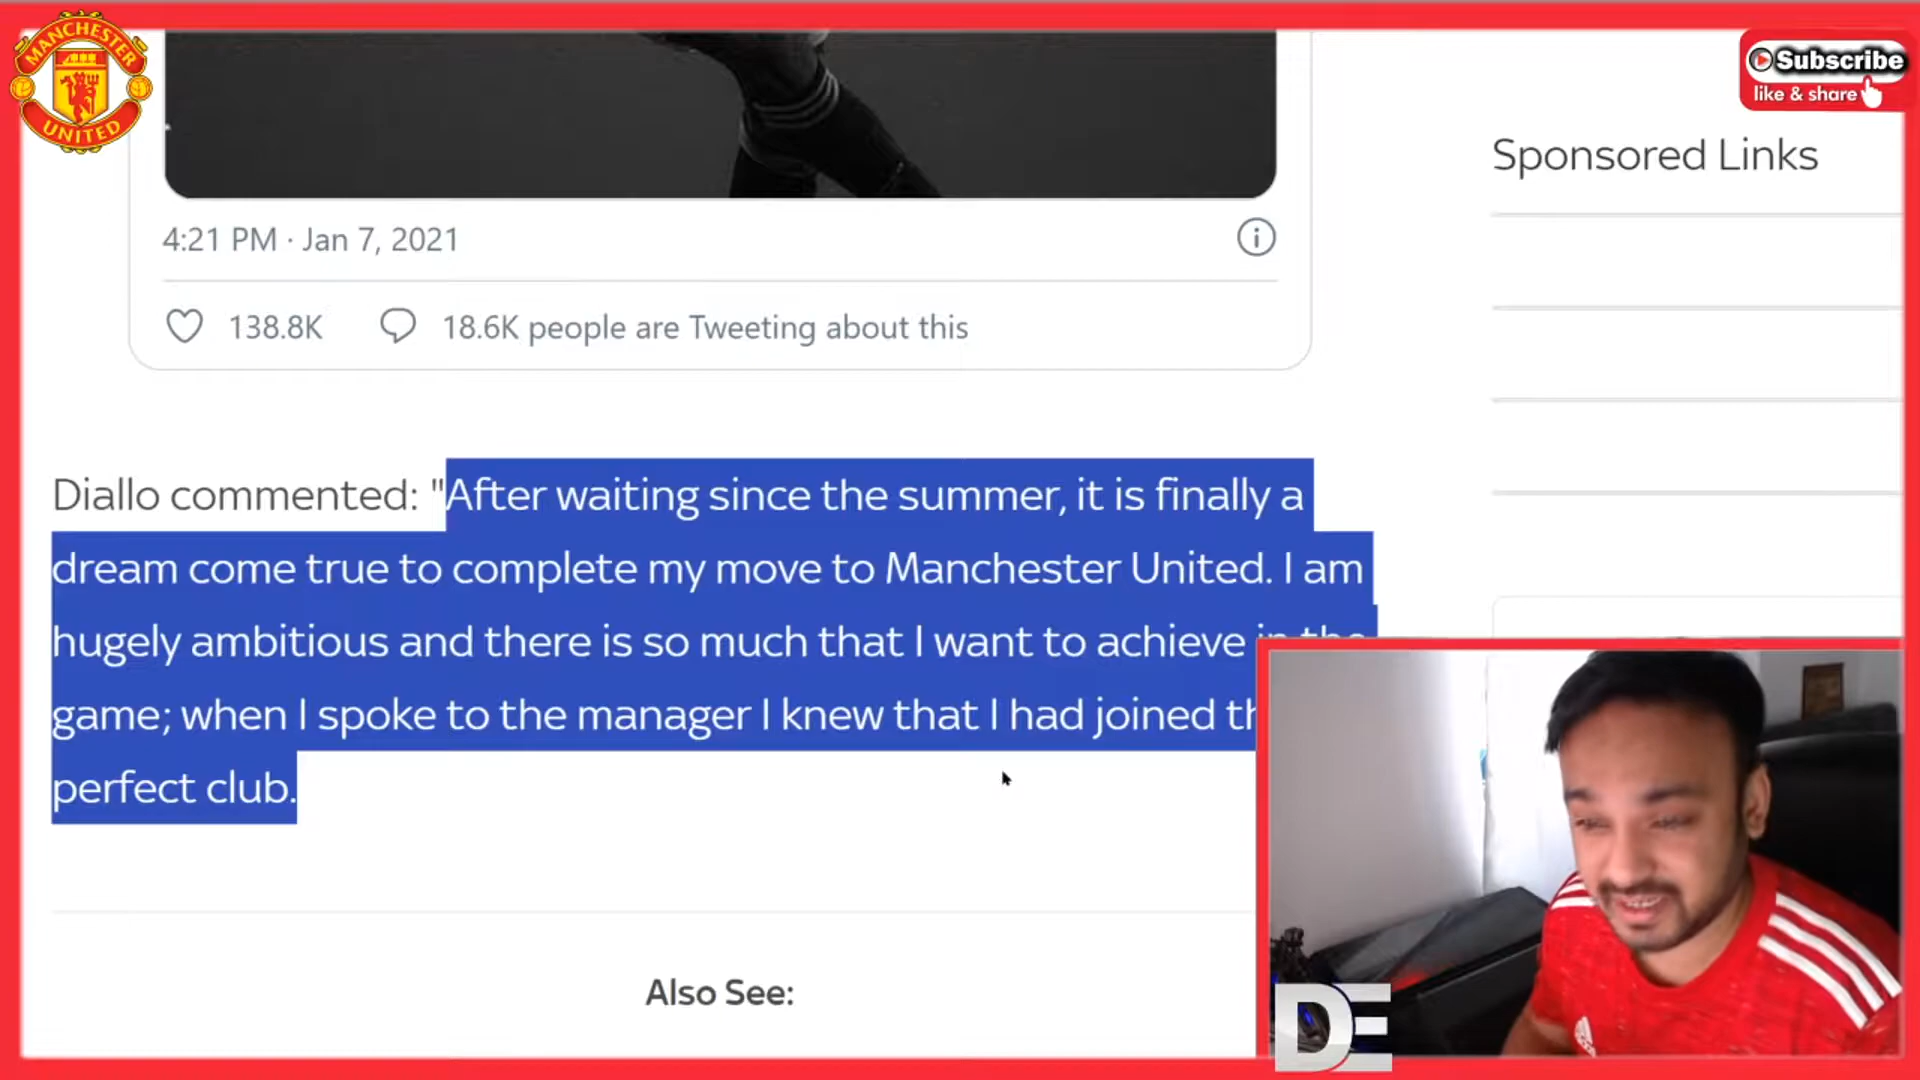 MANCHESTER
UNITED
Subscribe
like & share
Sponsored Links
4:21 PM · Jan 7, 2021
138.8K 18.6K people are Tweeting about this
Diallo commented: "After waiting since the summer, it is finally a
dream come true to complete my move to Manchester United. I am
hugely ambitious and there is so much that I want to achieve in the
game; when I spoke to the manager I knew that I had joined th
perfect club.
Also See:
DE